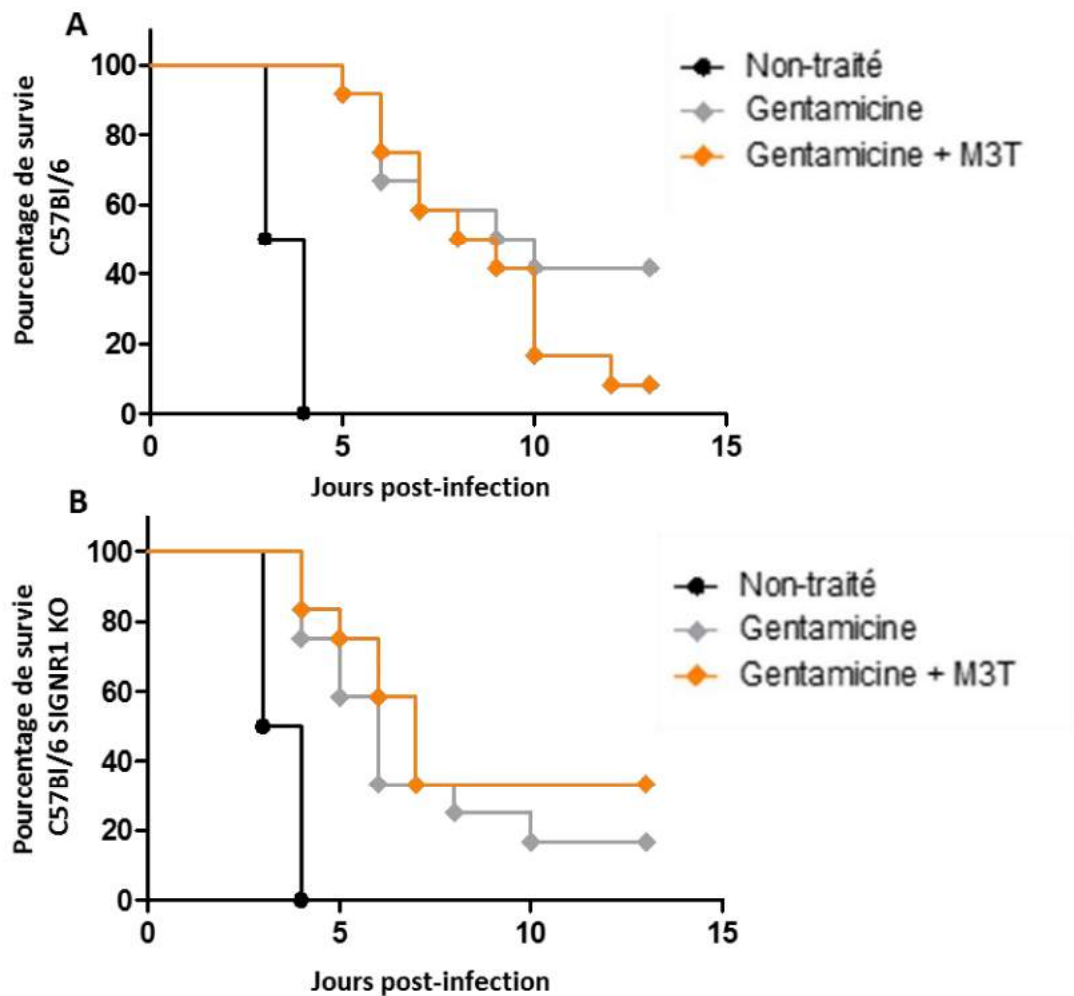 A
Pourcentage de survie
C57Bl/6
100
80
60
40
20
0
0 5 10 15
Jours post-infection
Non-traité
Gentamicine
Gentamicine + M3T
B
Pourcentage de survie
C57Bl/6 SIGNR1 KO
100
80
60
40
20
0
0 5 10 15
Jours post-infection
Non-traité
Gentamicine
Gentamicine + M3T